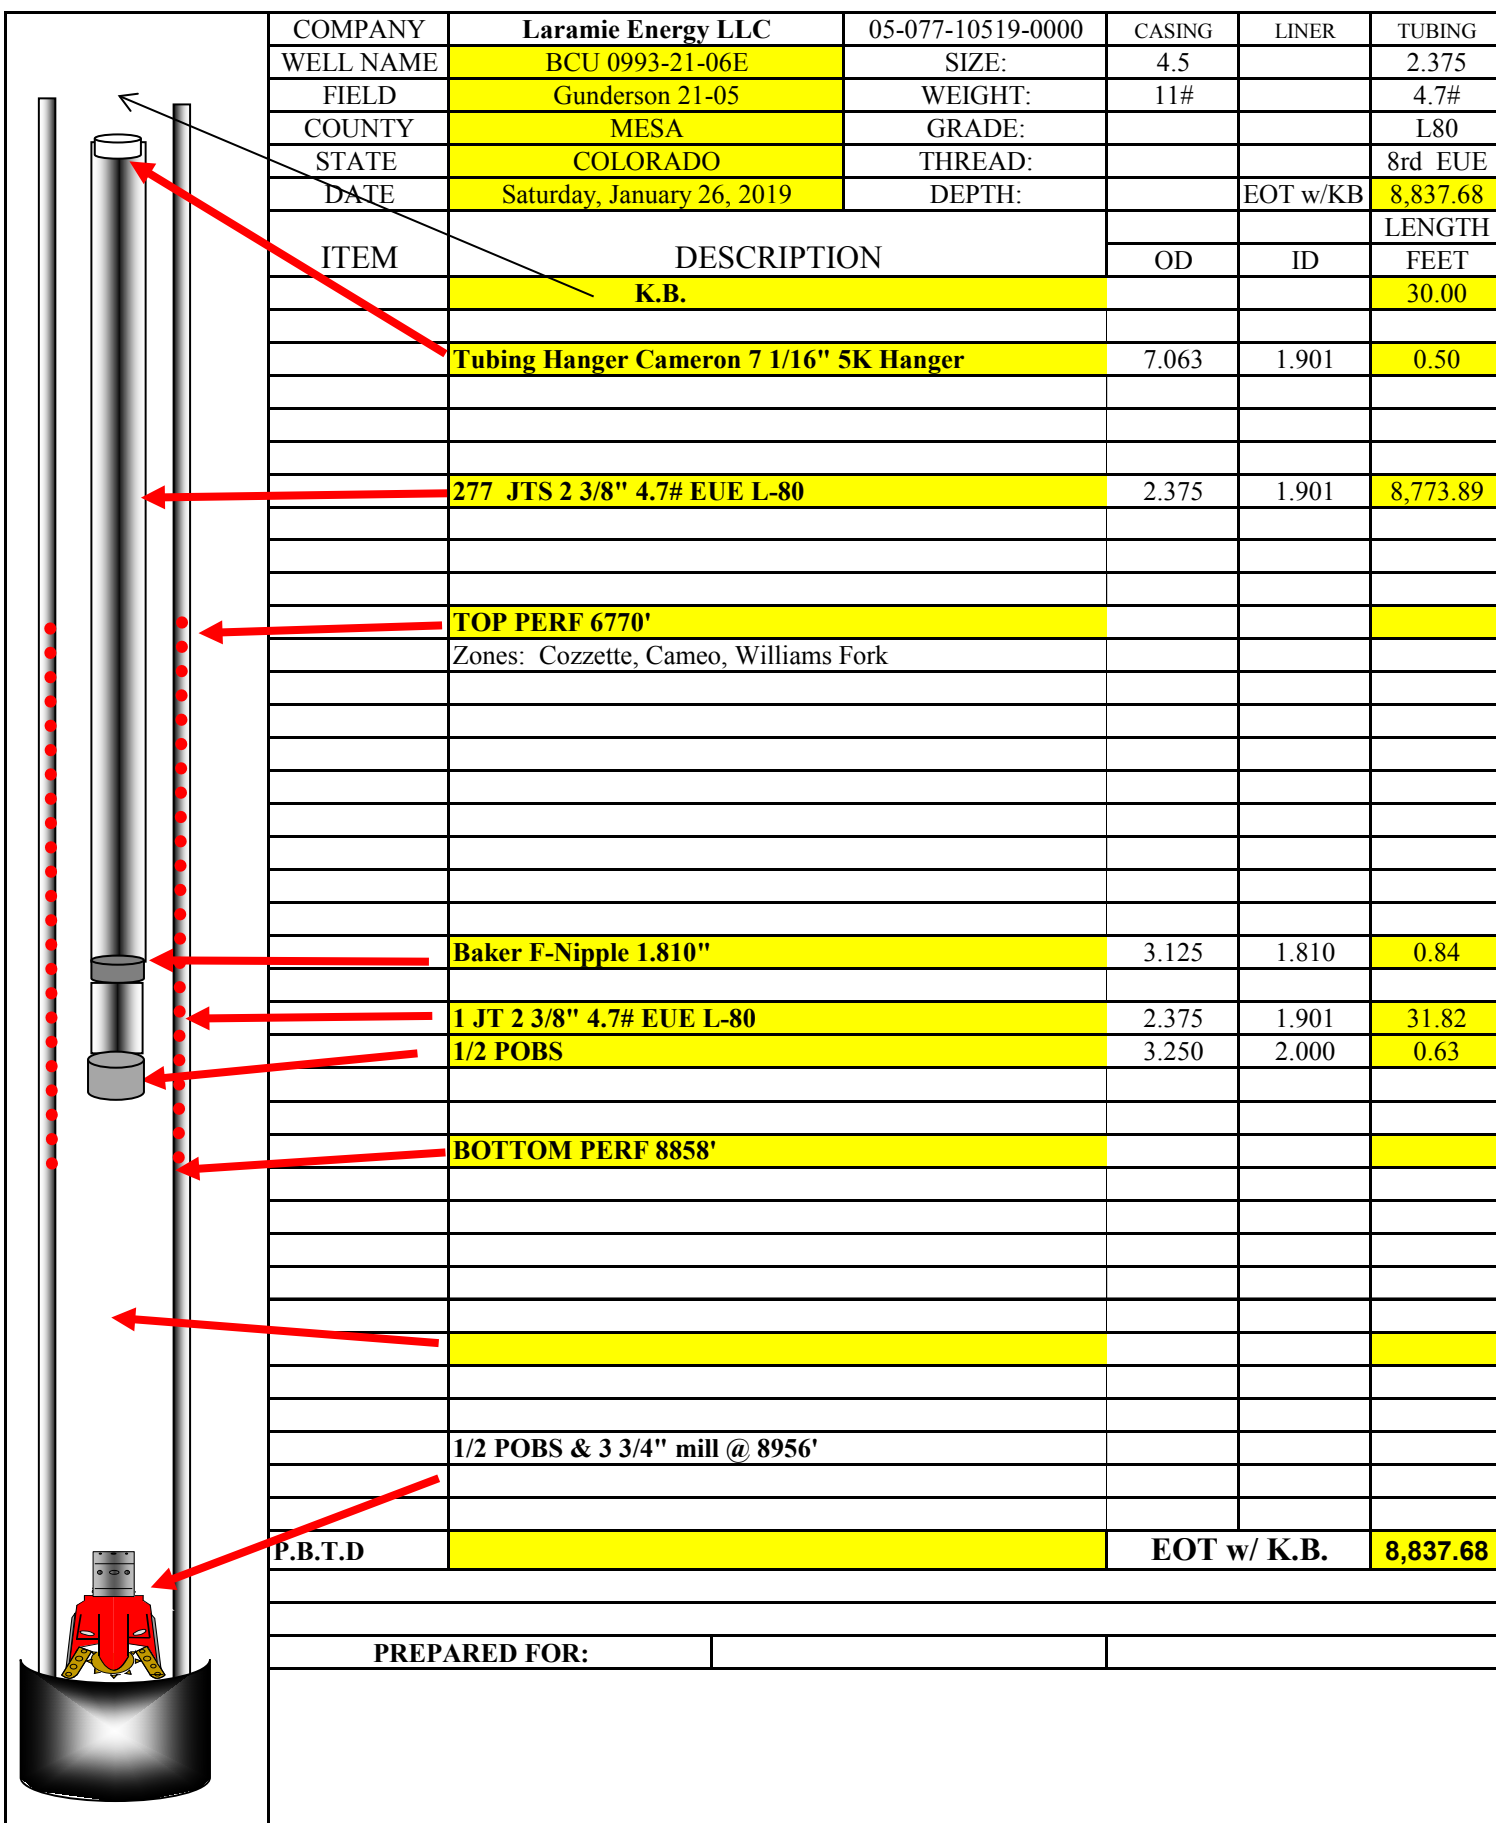 COMPANY Laramie Energy LLC 05-077-10519-0000 CASING LINER TUBING
WELL NAME BCU 0993-21-06E SIZE: 4.5 2.375
FIELD Gunderson 21-05 WEIGHT: 11# 4.7#
COUNTY MESA GRADE: L80
STATE COLORADO THREAD: 8rd EUE
DATE Saturday, January 26, 2019 DEPTH: EOT w/KB 8,837.68
LENGTH
ITEM DESCRIPTION OD ID FEET
K.B. 30.00
Tubing Hanger Cameron 7 1/16" 5K Hanger 7.063 1.901 0.50
277 JTS 2 3/8" 4.7# EUE L-80 2.375 1.901 8,773.89
TOP PERF 6770'
Zones: Cozzette, Cameo, Williams Fork
Baker F-Nipple 1.810" 3.125 1.810 0.84
1 JT 2 3/8" 4.7# EUE L-80 2.375 1.901 31.82
1/2 POBS 3.250 2.000 0.63
BOTTOM PERF 8858'
1/2 POBS & 3 3/4" mill @ 8956'
P.B.T.D EOT w/ K.B. 8,837.68
PREPARED FOR: